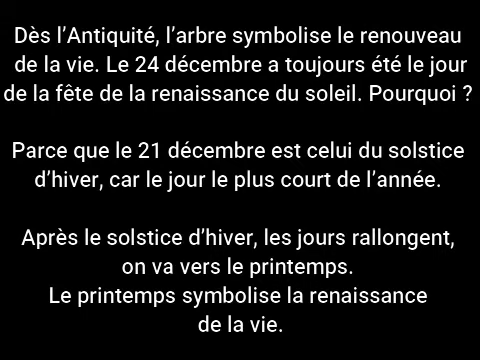 Dès l’Antiquité, l’arbre symbolise le renouveau
de la vie. Le 24 décembre a toujours été le jour
de la fête de la renaissance du soleil. Pourquoi ?
Parce que le 21 décembre est celui du solstice
d’hiver, car le jour le plus court de l’année.
Après le solstice d’hiver, les jours rallongent,
on va vers le printemps.
Le printemps symbolise la renaissance
de la vie.